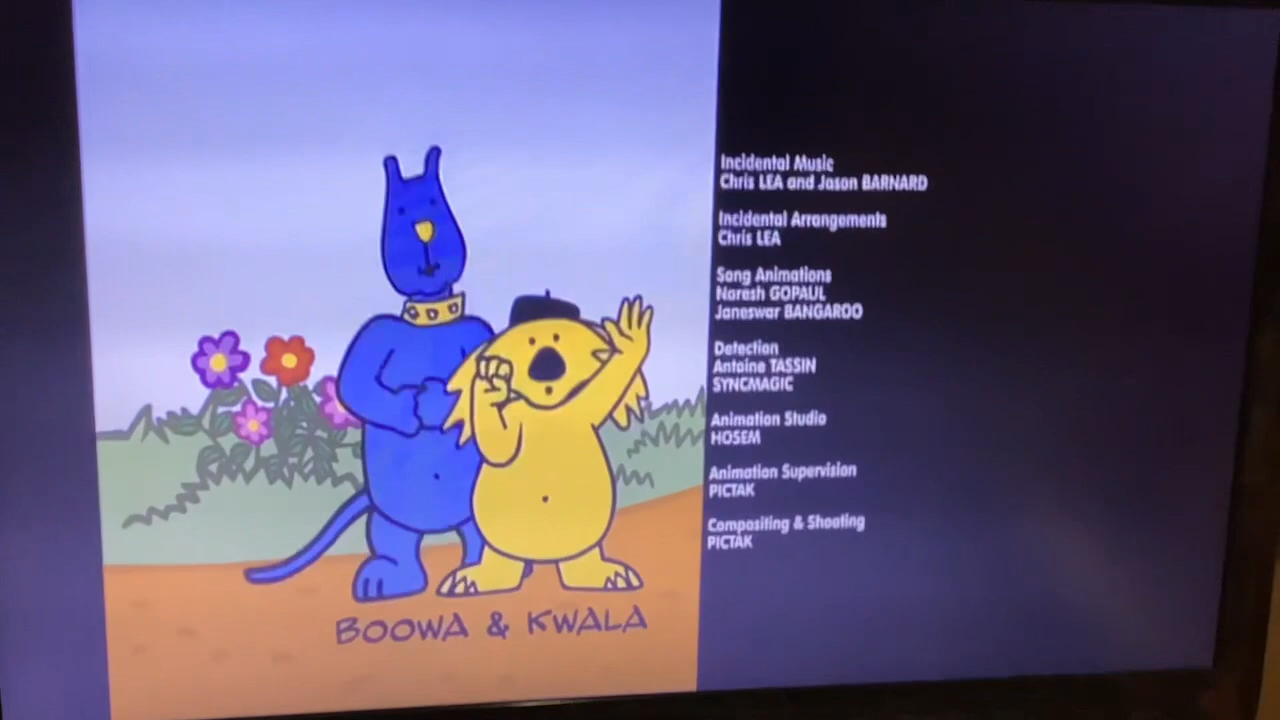 BOOWA & KWALA
Incidental Music
Chris LEA and Jason BARNARD
Incidental Arrangements
Chris LEA
Song Animations
Naresh GOPAUL
Janeswar BANGAROO
Detection
Antoine TASSIN
SYNCMAGIC
Animation Studio
HOSEM
Animation Supervision
PICTAK
Compositing & Shooting
PICTAK